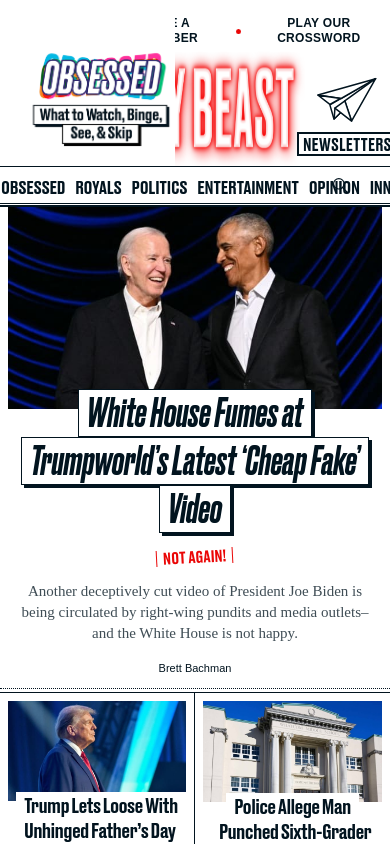 PLAY OUR
CROSSWORD
OBSESSED
What to Watch, Binge,
See, & Skip
BEAST
NEWSLETTERS
OBSESSED ROYALS POLITICS ENTERTAINMENT OPINION INN
White House Fumes at
Trumpworld’s Latest ‘Cheap Fake’
Video
NOT AGAIN!
Another deceptively cut video of President Joe Biden is
being circulated by right-wing pundits and media outlets–
and the White House is not happy.
Brett Bachman
Trump Lets Loose With
Unhinged Father’s Day
Police Allege Man
Punched Sixth-Grader